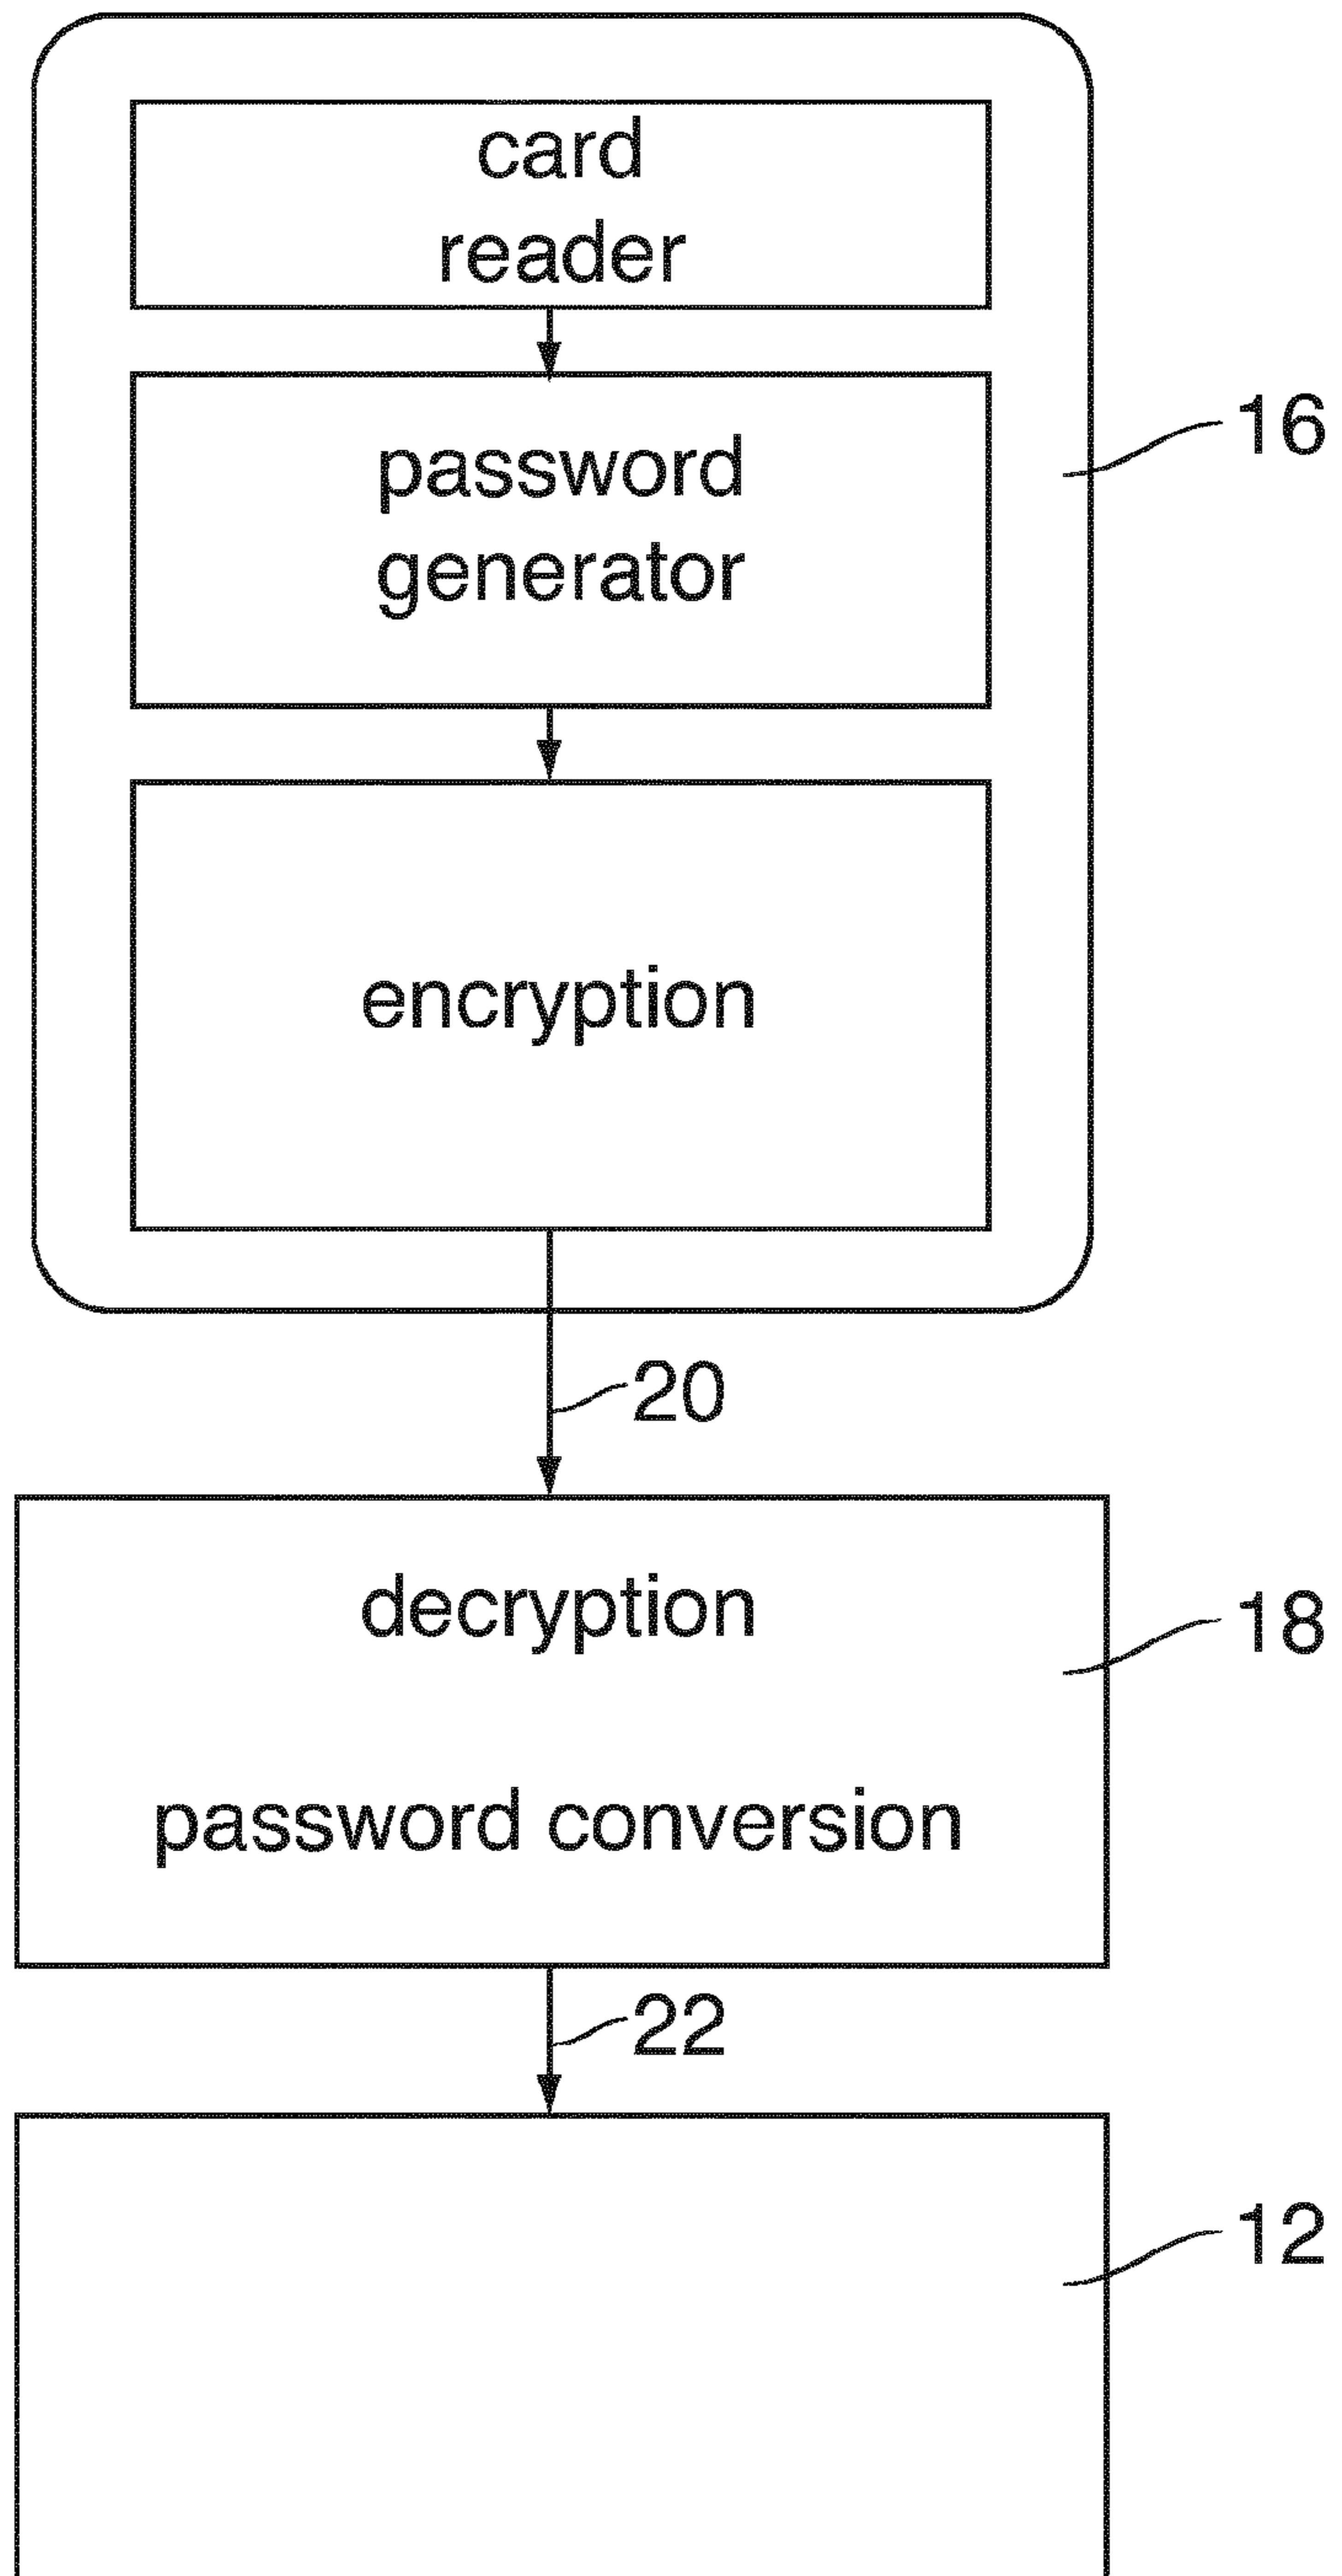 card
reader
password
generator
16
encryption
20
decryption
18
password conversion
22
12